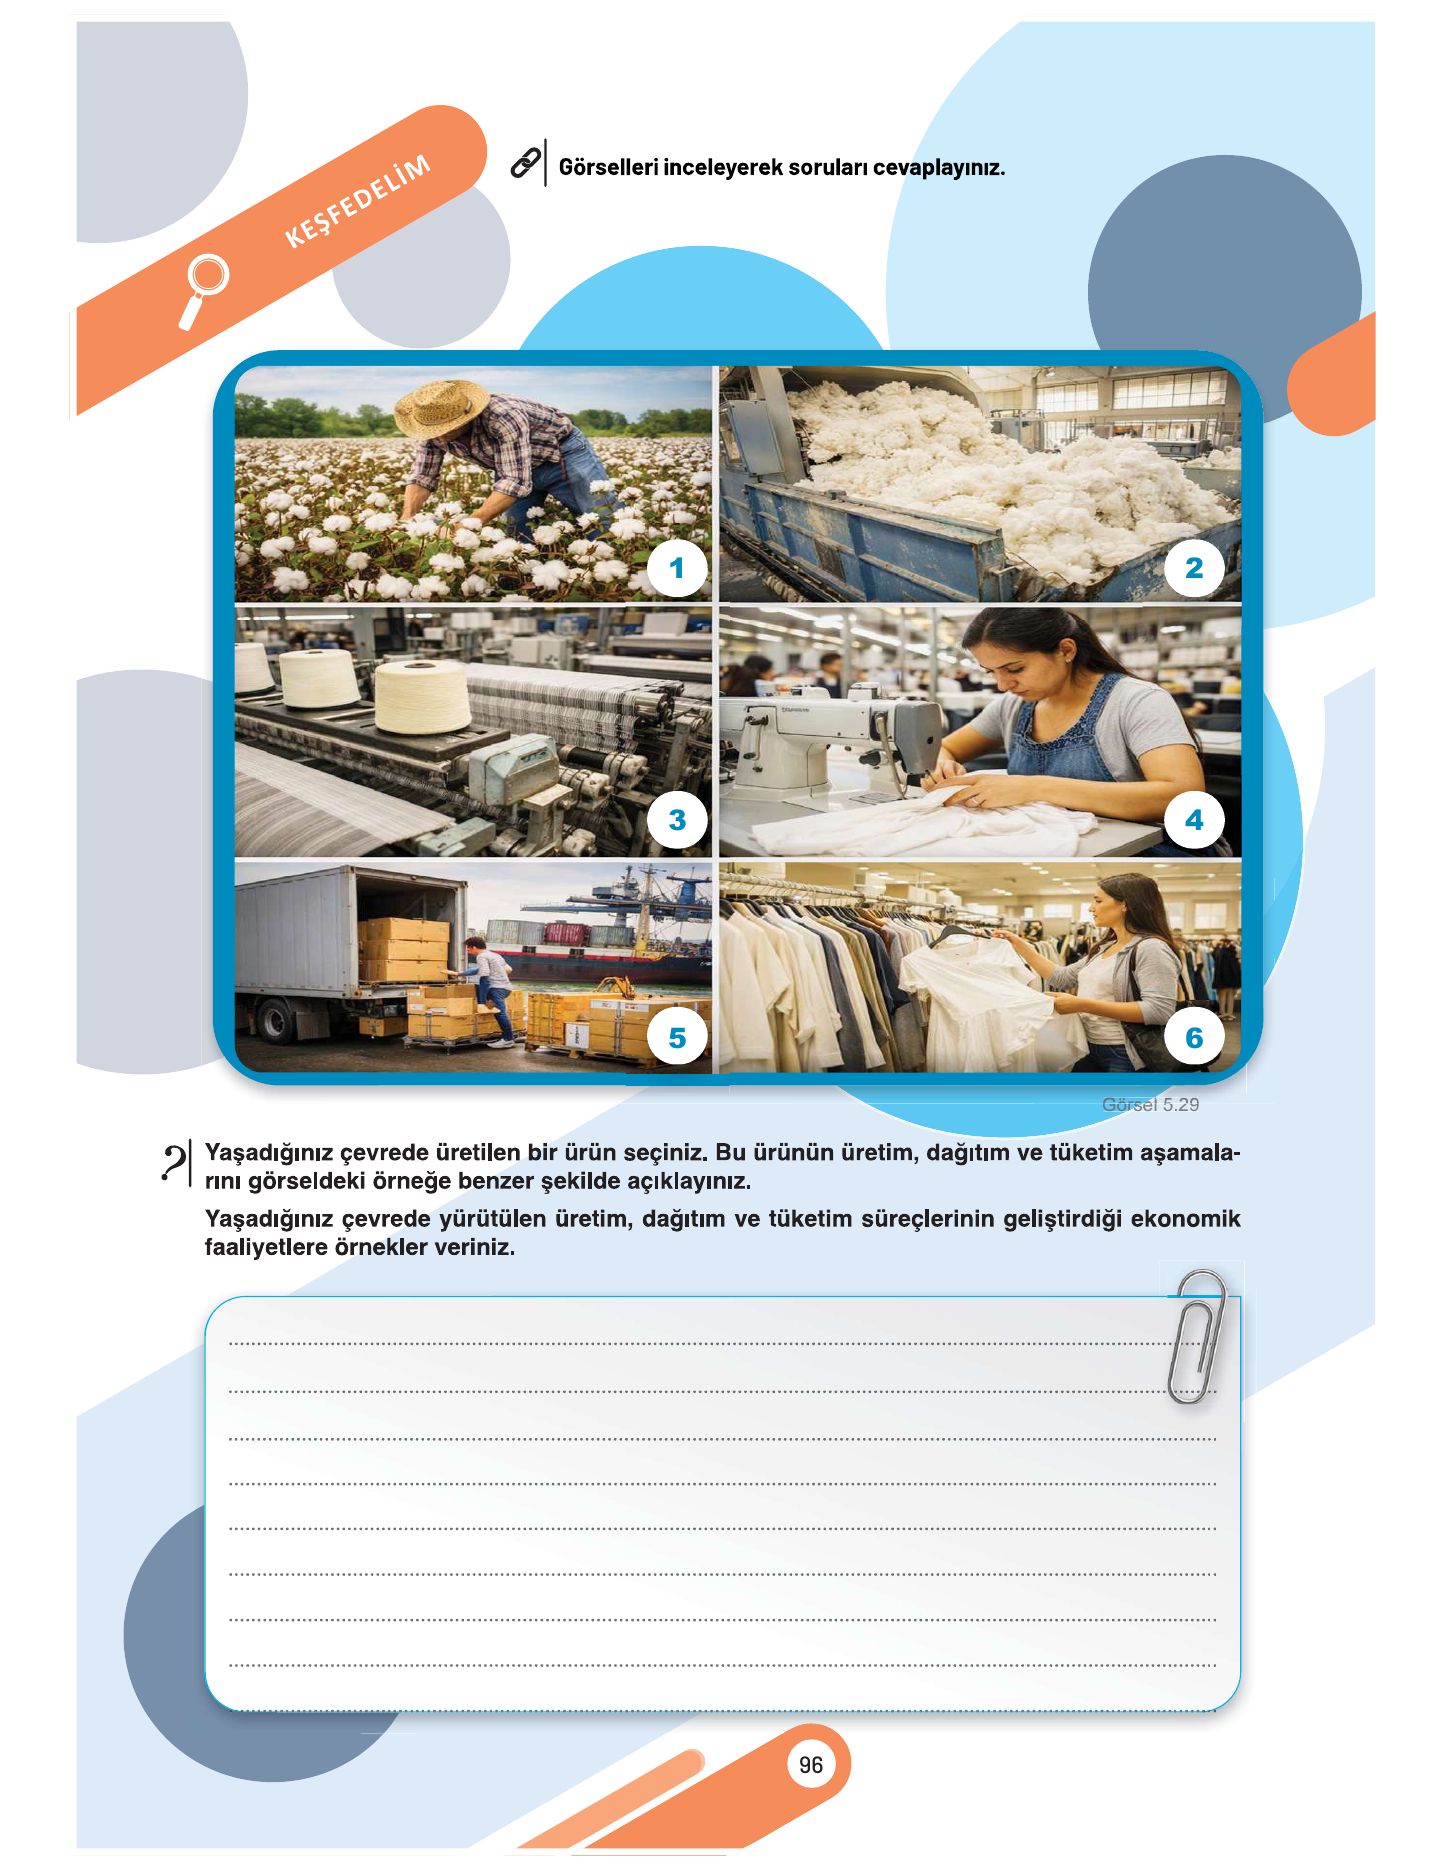 KEŞFEDELİM
Görselleri inceleyerek soruları cevaplayınız.
1
2
3
4
5
6
Görsel 5.29
Yaşadığınız çevrede üretilen bir ürün seçiniz. Bu ürünün üretim, dağıtım ve tüketim aşamala-
rını görseldeki örneğe benzer şekilde açıklayınız.
Yaşadığınız çevrede yürütülen üretim, dağıtım ve tüketim süreçlerinin geliştirdiği ekonomik
faaliyetlere örnekler veriniz.
96